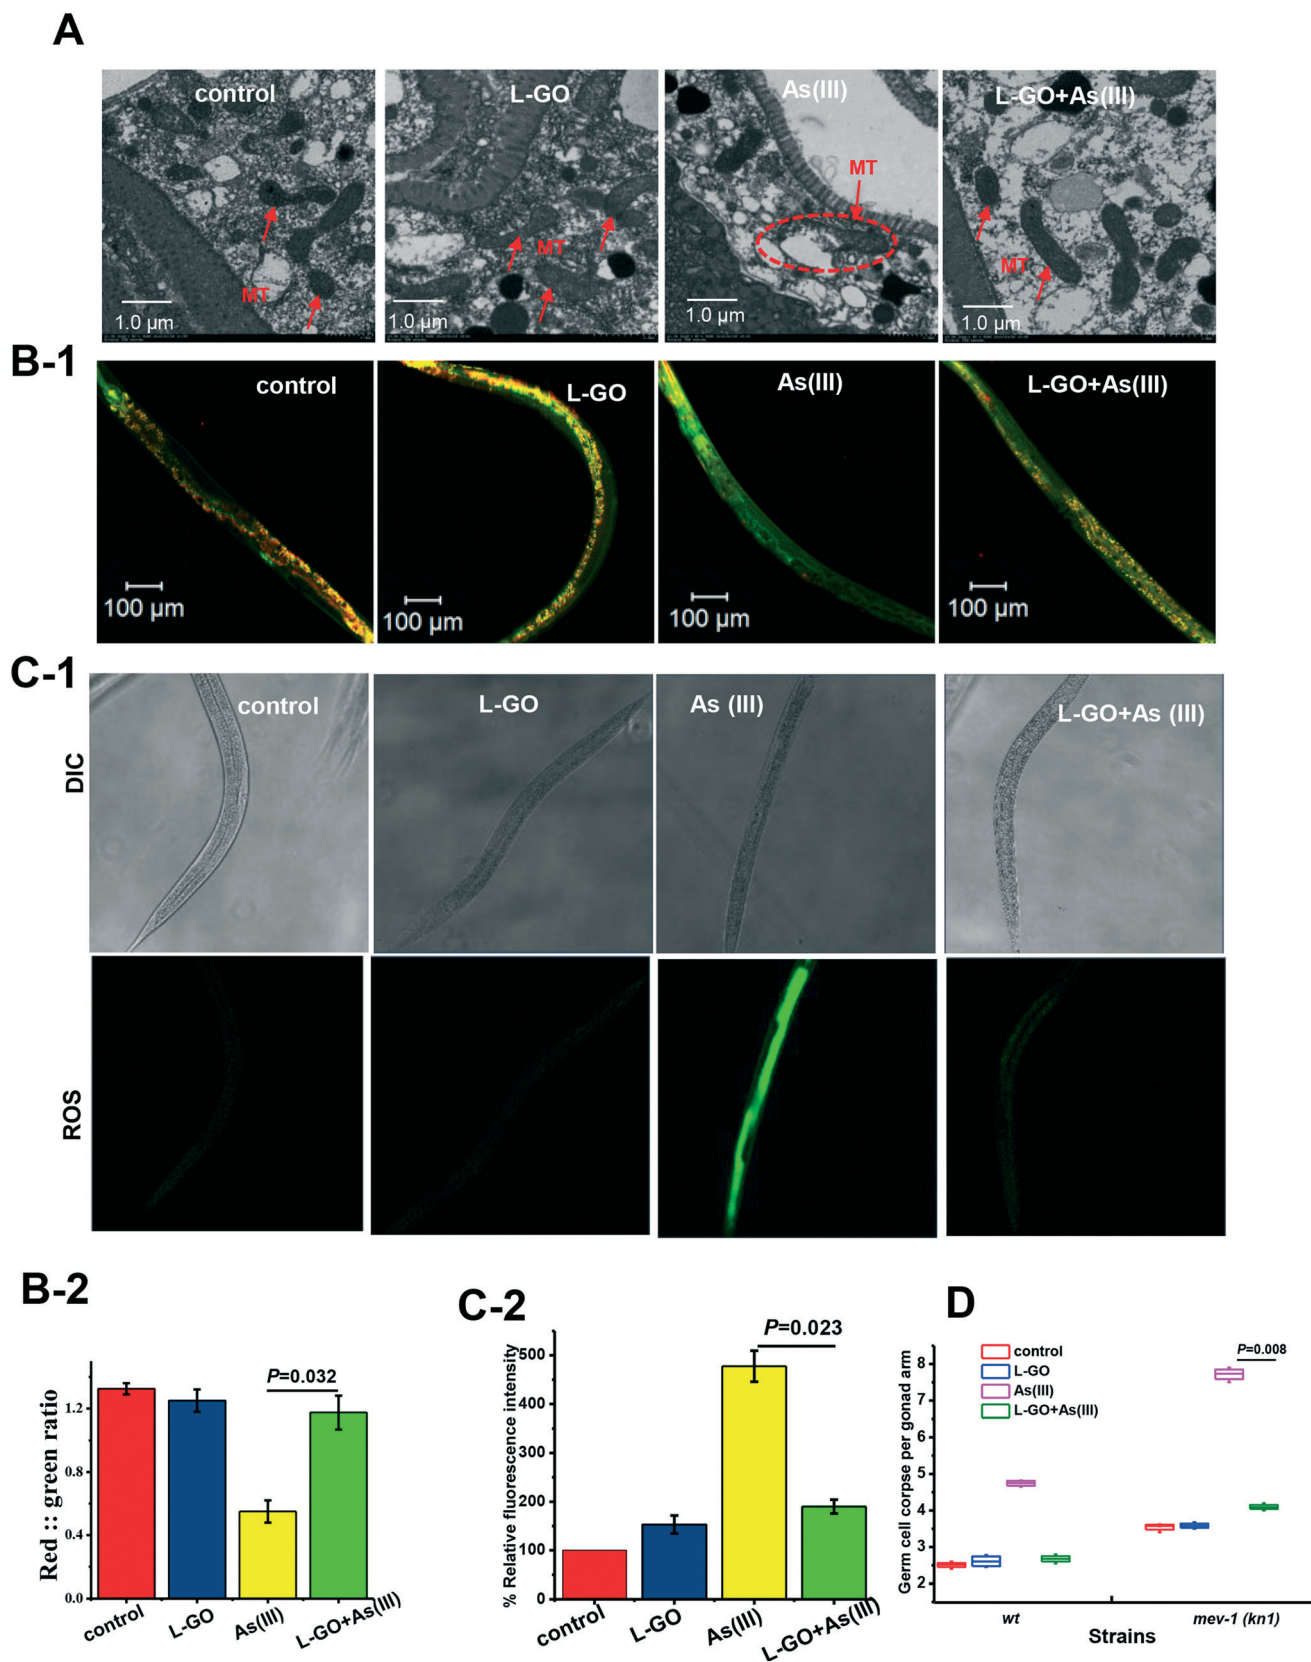 A
control
L-GO
As(III)
L-GO+As(III)
MT
MT
MT
MT
1.0 µm
1.0 µm
1.0 µm
1.0 µm
B-1
control
L-GO
As(III)
L-GO+As(III)
100 µm
100 µm
100 µm
100 µm
C-1
DIC
control
L-GO
As (III)
L-GO+As (III)
ROS
B-2
Red :: green ratio
1.2
0.8
0.4
0.0
P=0.032
control
L-GO
As(III)
L-GO+As(III)
C-2
% Relative fluorescence intensity
500
400
300
200
100
0
P=0.023
control
L-GO
As(III)
L-GO+As(III)
D
Germ cell corpse per gonad arm
8
7
6
5
4
3
2
control
L-GO
As(III)
L-GO+As(III)
P=0.008
wt
mev-1 (kn1)
Strains